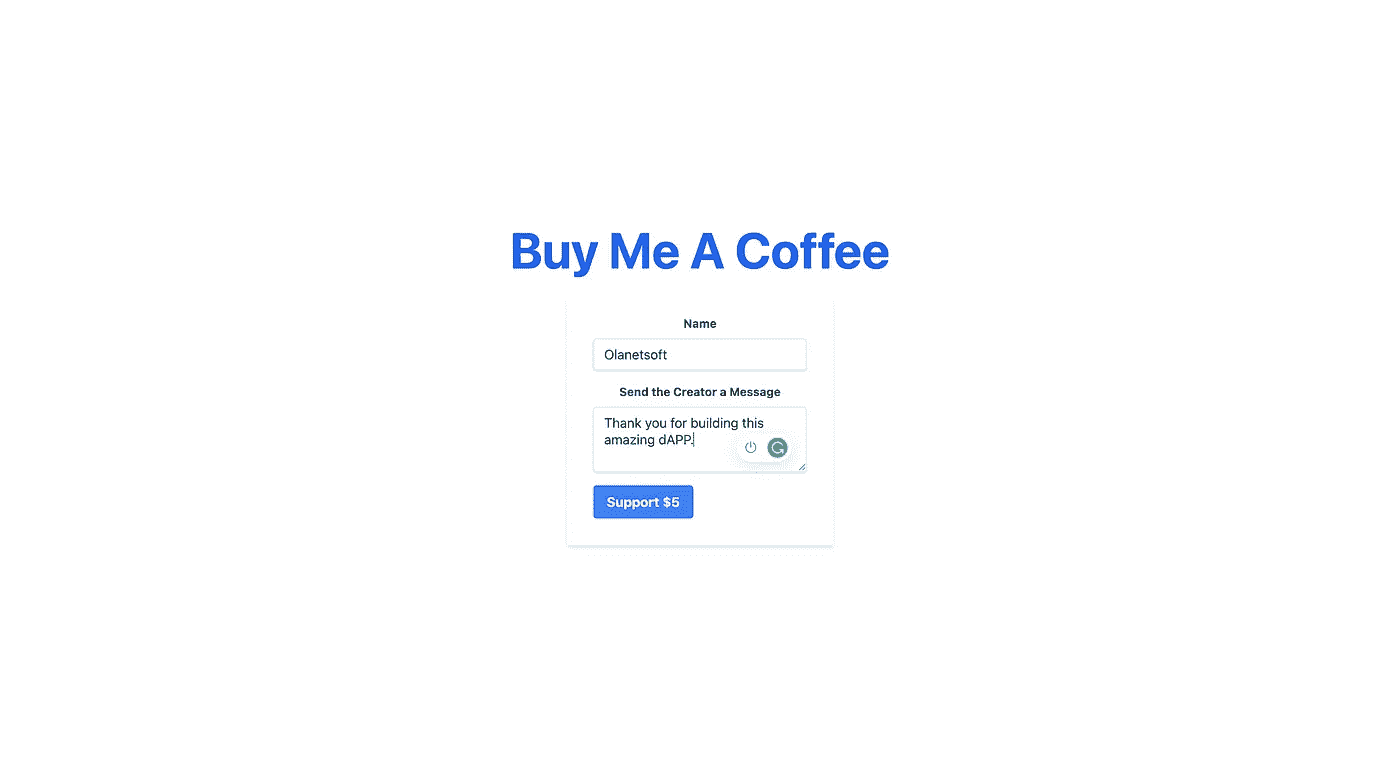 Buy Me A Coffee
Name
Olanetsoft
Send the Creator a Message
Thank you for building this
amazing dAPP.
Support $5